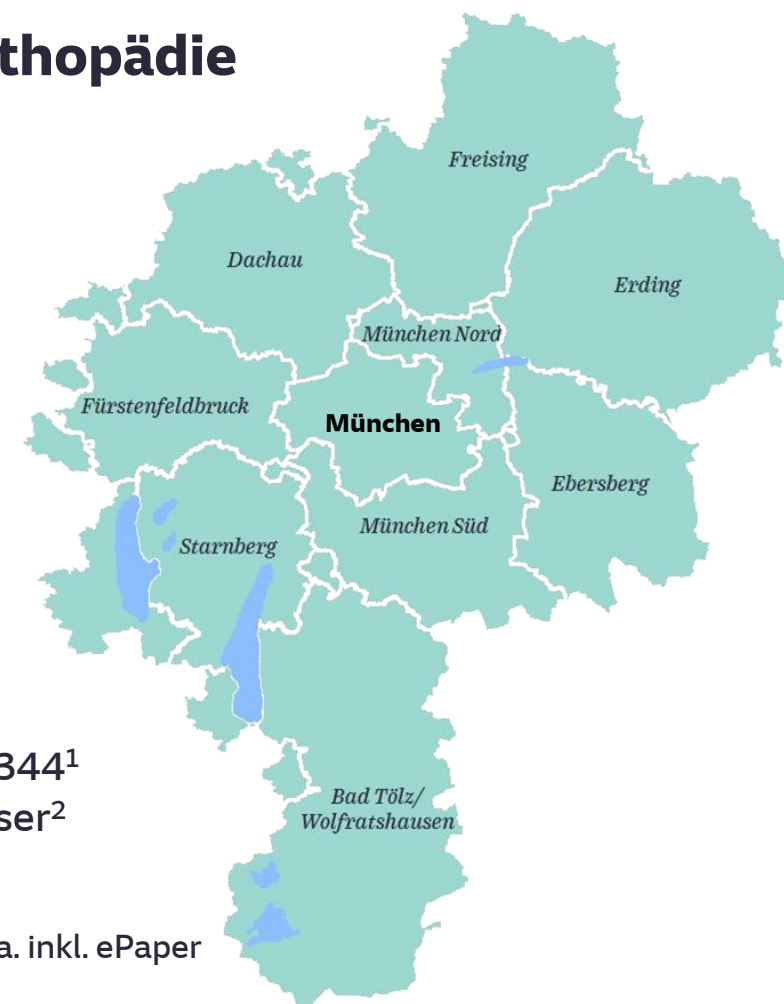 thopädie
Freising
Dachau
Erding
München Nord
Fürstenfeldbruck
München
Ebersberg
München Süd
Starnberg
344¹
ser²
Bad Tölz/
Wolfratshausen
a. inkl. ePaper